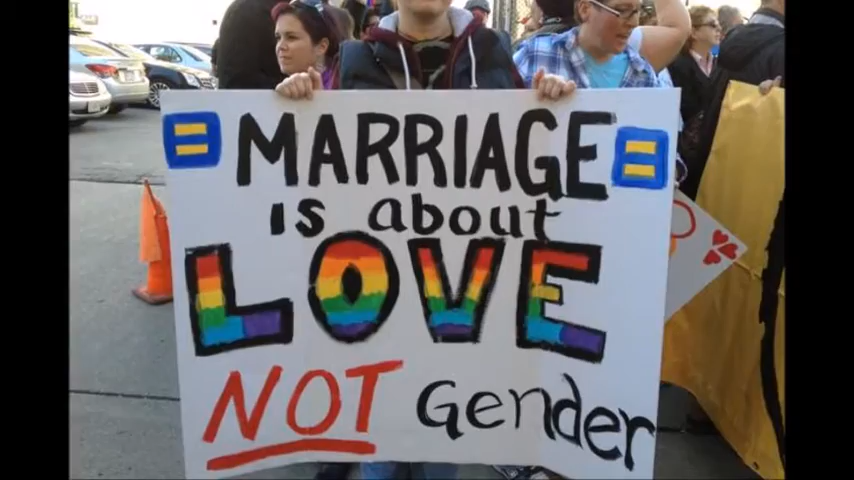 = MARRIAGE =
is about
LOVE
NOT Gender